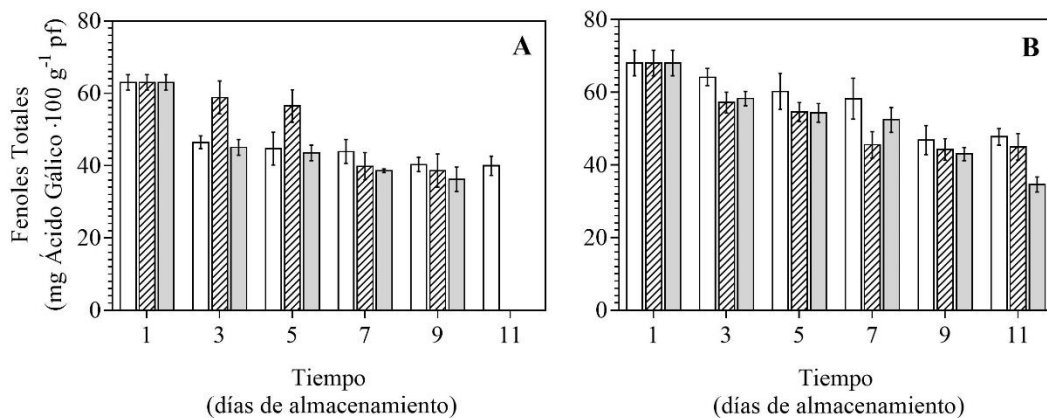 Fenoles Totales
(mg Ácido Gálico ·100 g⁻¹ pf)
80
60
40
20
0
A
1 3 5 7 9 11
Tiempo
(días de almacenamiento)
80
60
40
20
0
B
1 3 5 7 9 11
Tiempo
(días de almacenamiento)